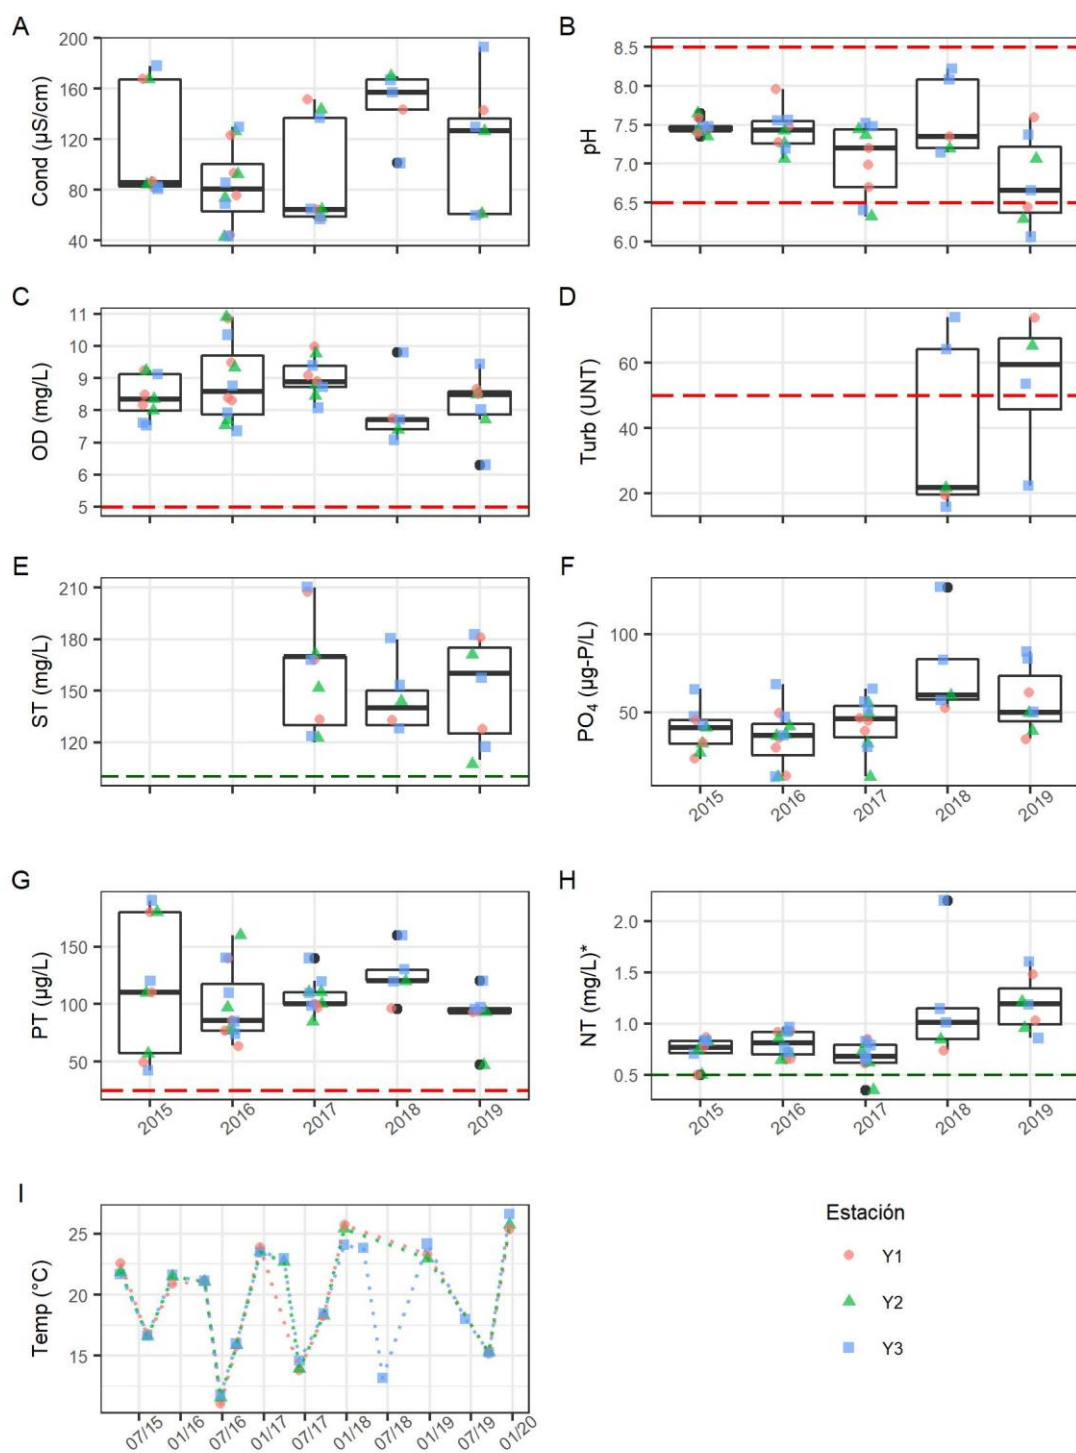 A
Cond (µS/cm)
200
160
120
80
40
B
pH
8.5
8.0
7.5
7.0
6.5
6.0
C
OD (mg/L)
11
10
9
8
7
6
5
D
Turb (UNT)
60
40
20
E
ST (mg/L)
210
180
150
120
F
PO4 (µg-P/L)
100
50
2015 2016 2017 2018 2019
G
PT (µg/L)
150
100
50
2015 2016 2017 2018 2019
H
NT (mg/L)*
2.0
1.5
1.0
0.5
2015 2016 2017 2018 2019
I
Temp (°C)
25
20
15
07/15 01/16 07/16 01/17 07/17 01/18 07/18 01/19 07/19 01/20
Estación
Y1
Y2
Y3